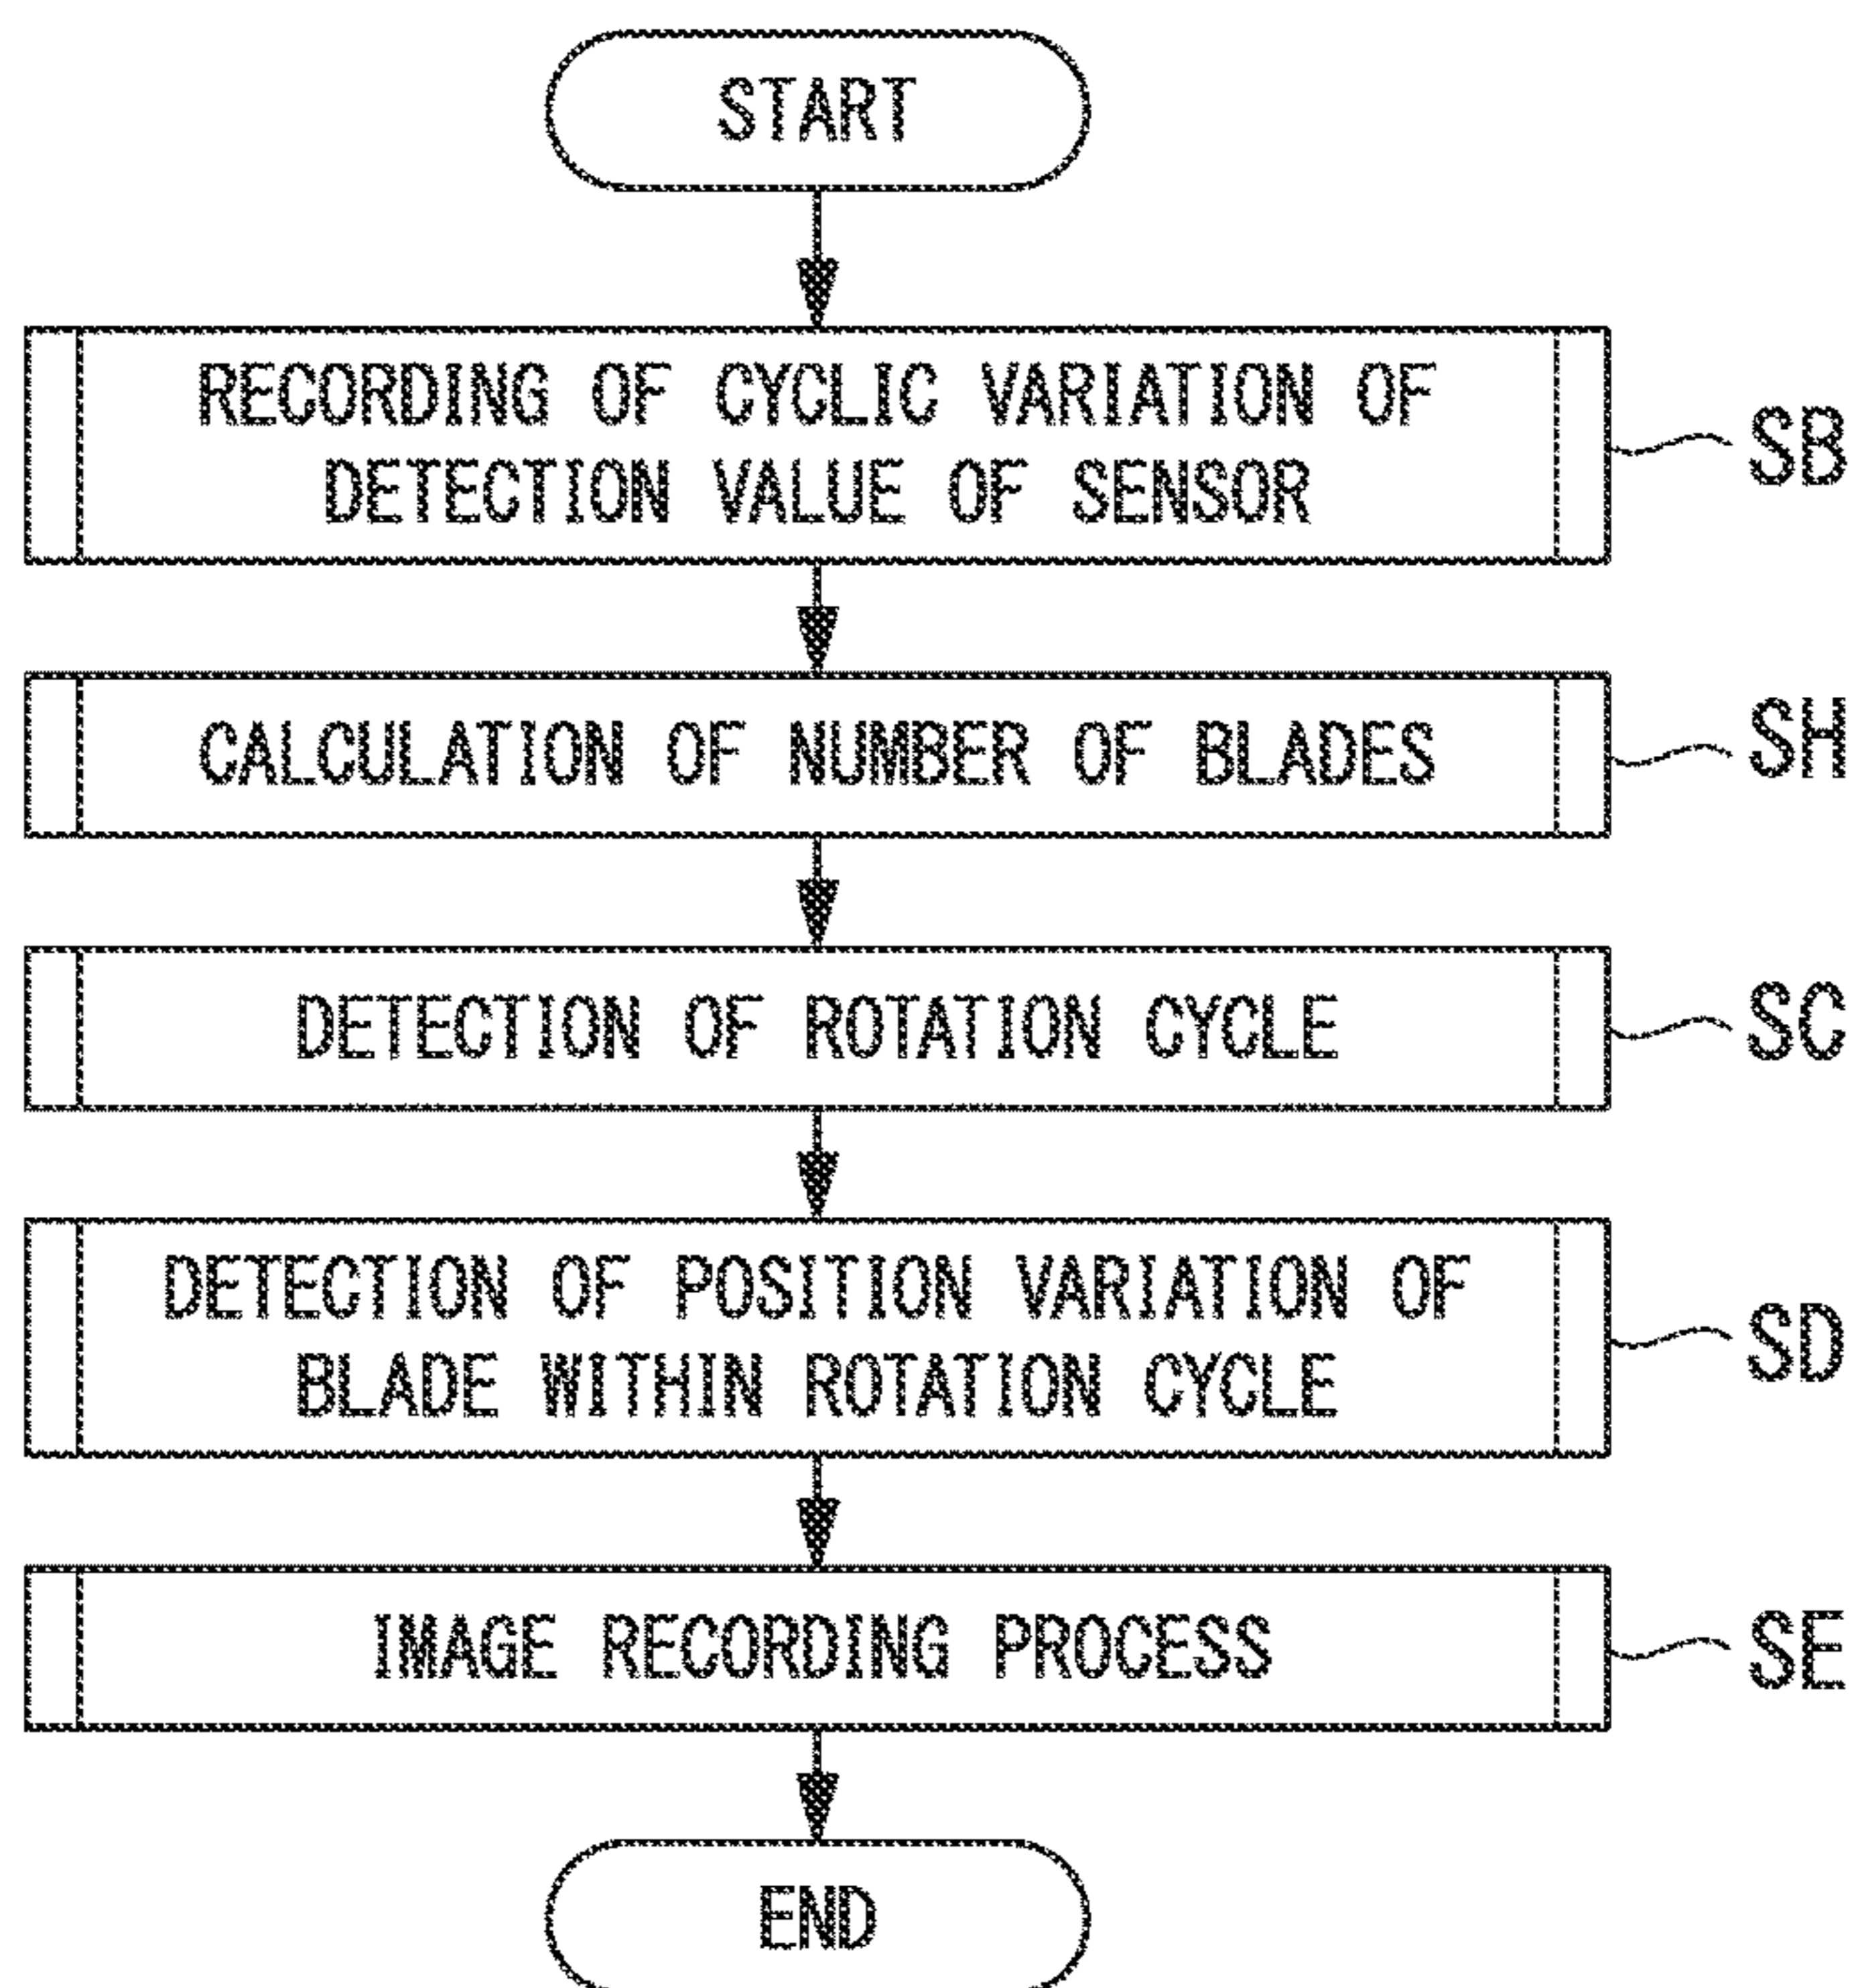 START
RECORDING OF CYCLIC VARIATION OF
DETECTION VALUE OF SENSOR
SB
CALCULATION OF NUMBER OF BLADES
SH
DETECTION OF ROTATION CYCLE
SC
DETECTION OF POSITION VARIATION OF
BLADE WITHIN ROTATION CYCLE
SD
IMAGE RECORDING PROCESS
SE
END